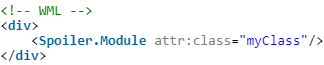 <!-- WML -->
<div>
    <Spoiler.Module attr:class="myClass"/>
</div>